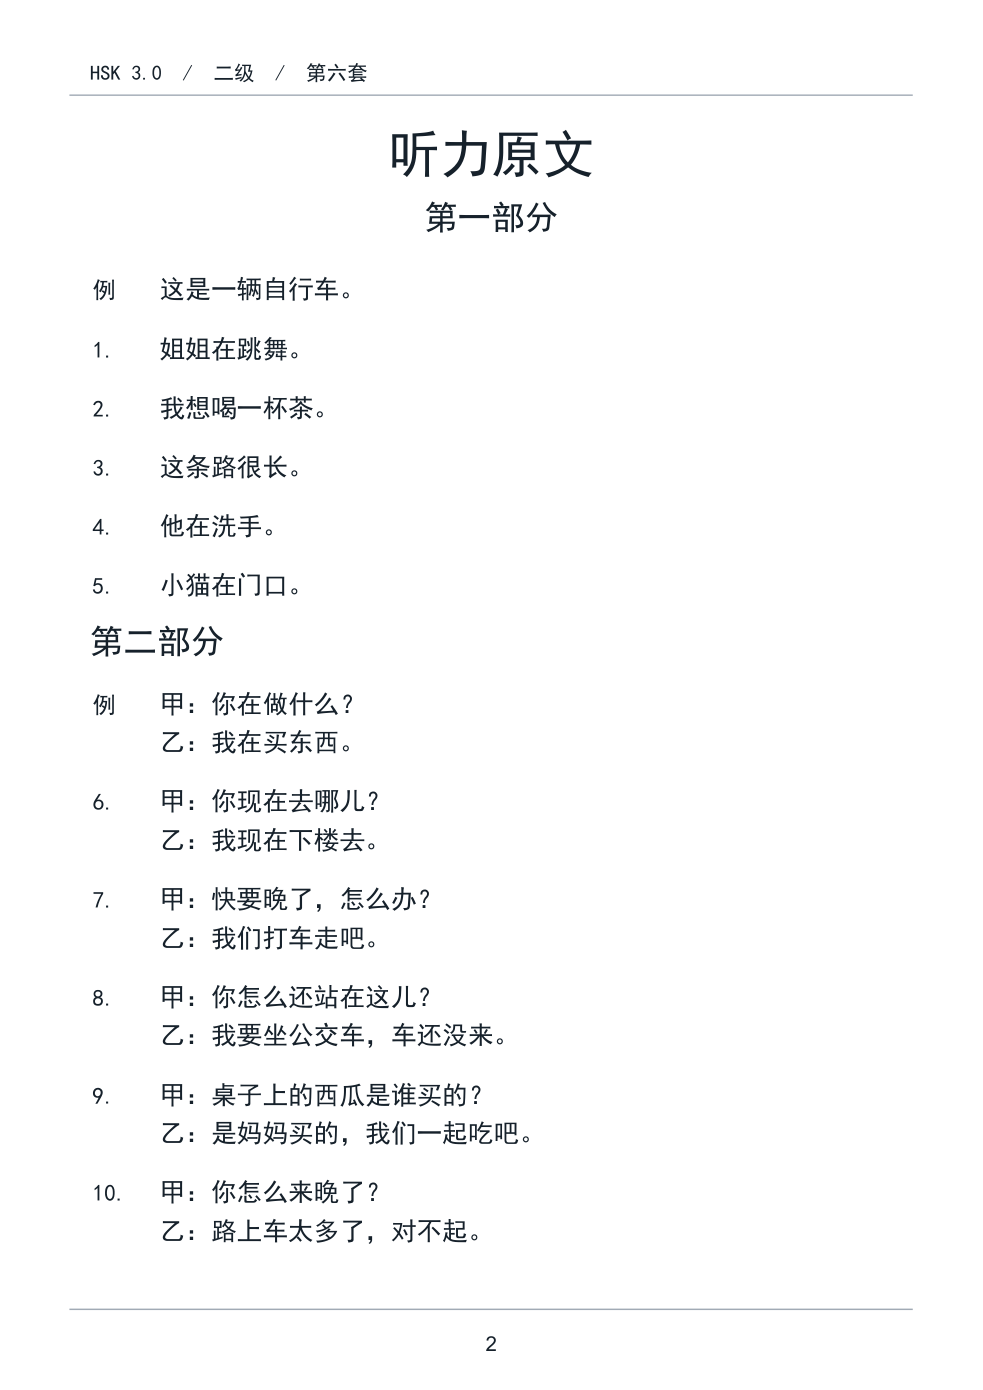 HSK 3.0 / 二级 / 第六套
听力原文
第一部分
例 这是一辆自行车。
1. 姐姐在跳舞。
2. 我想喝一杯茶。
3. 这条路很长。
4. 他在洗手。
5. 小猫在门口。
第二部分
例 甲：你在做什么？
乙：我在买东西。
6. 甲：你现在去哪儿？
乙：我现在下楼去。
7. 甲：快要晚了，怎么办？
乙：我们打车走吧。
8. 甲：你怎么还站在这儿？
乙：我要坐公交车，车还没来。
9. 甲：桌子上的西瓜是谁买的？
乙：是妈妈买的，我们一起吃吧。
10. 甲：你怎么来晚了？
乙：路上车太多了，对不起。
2